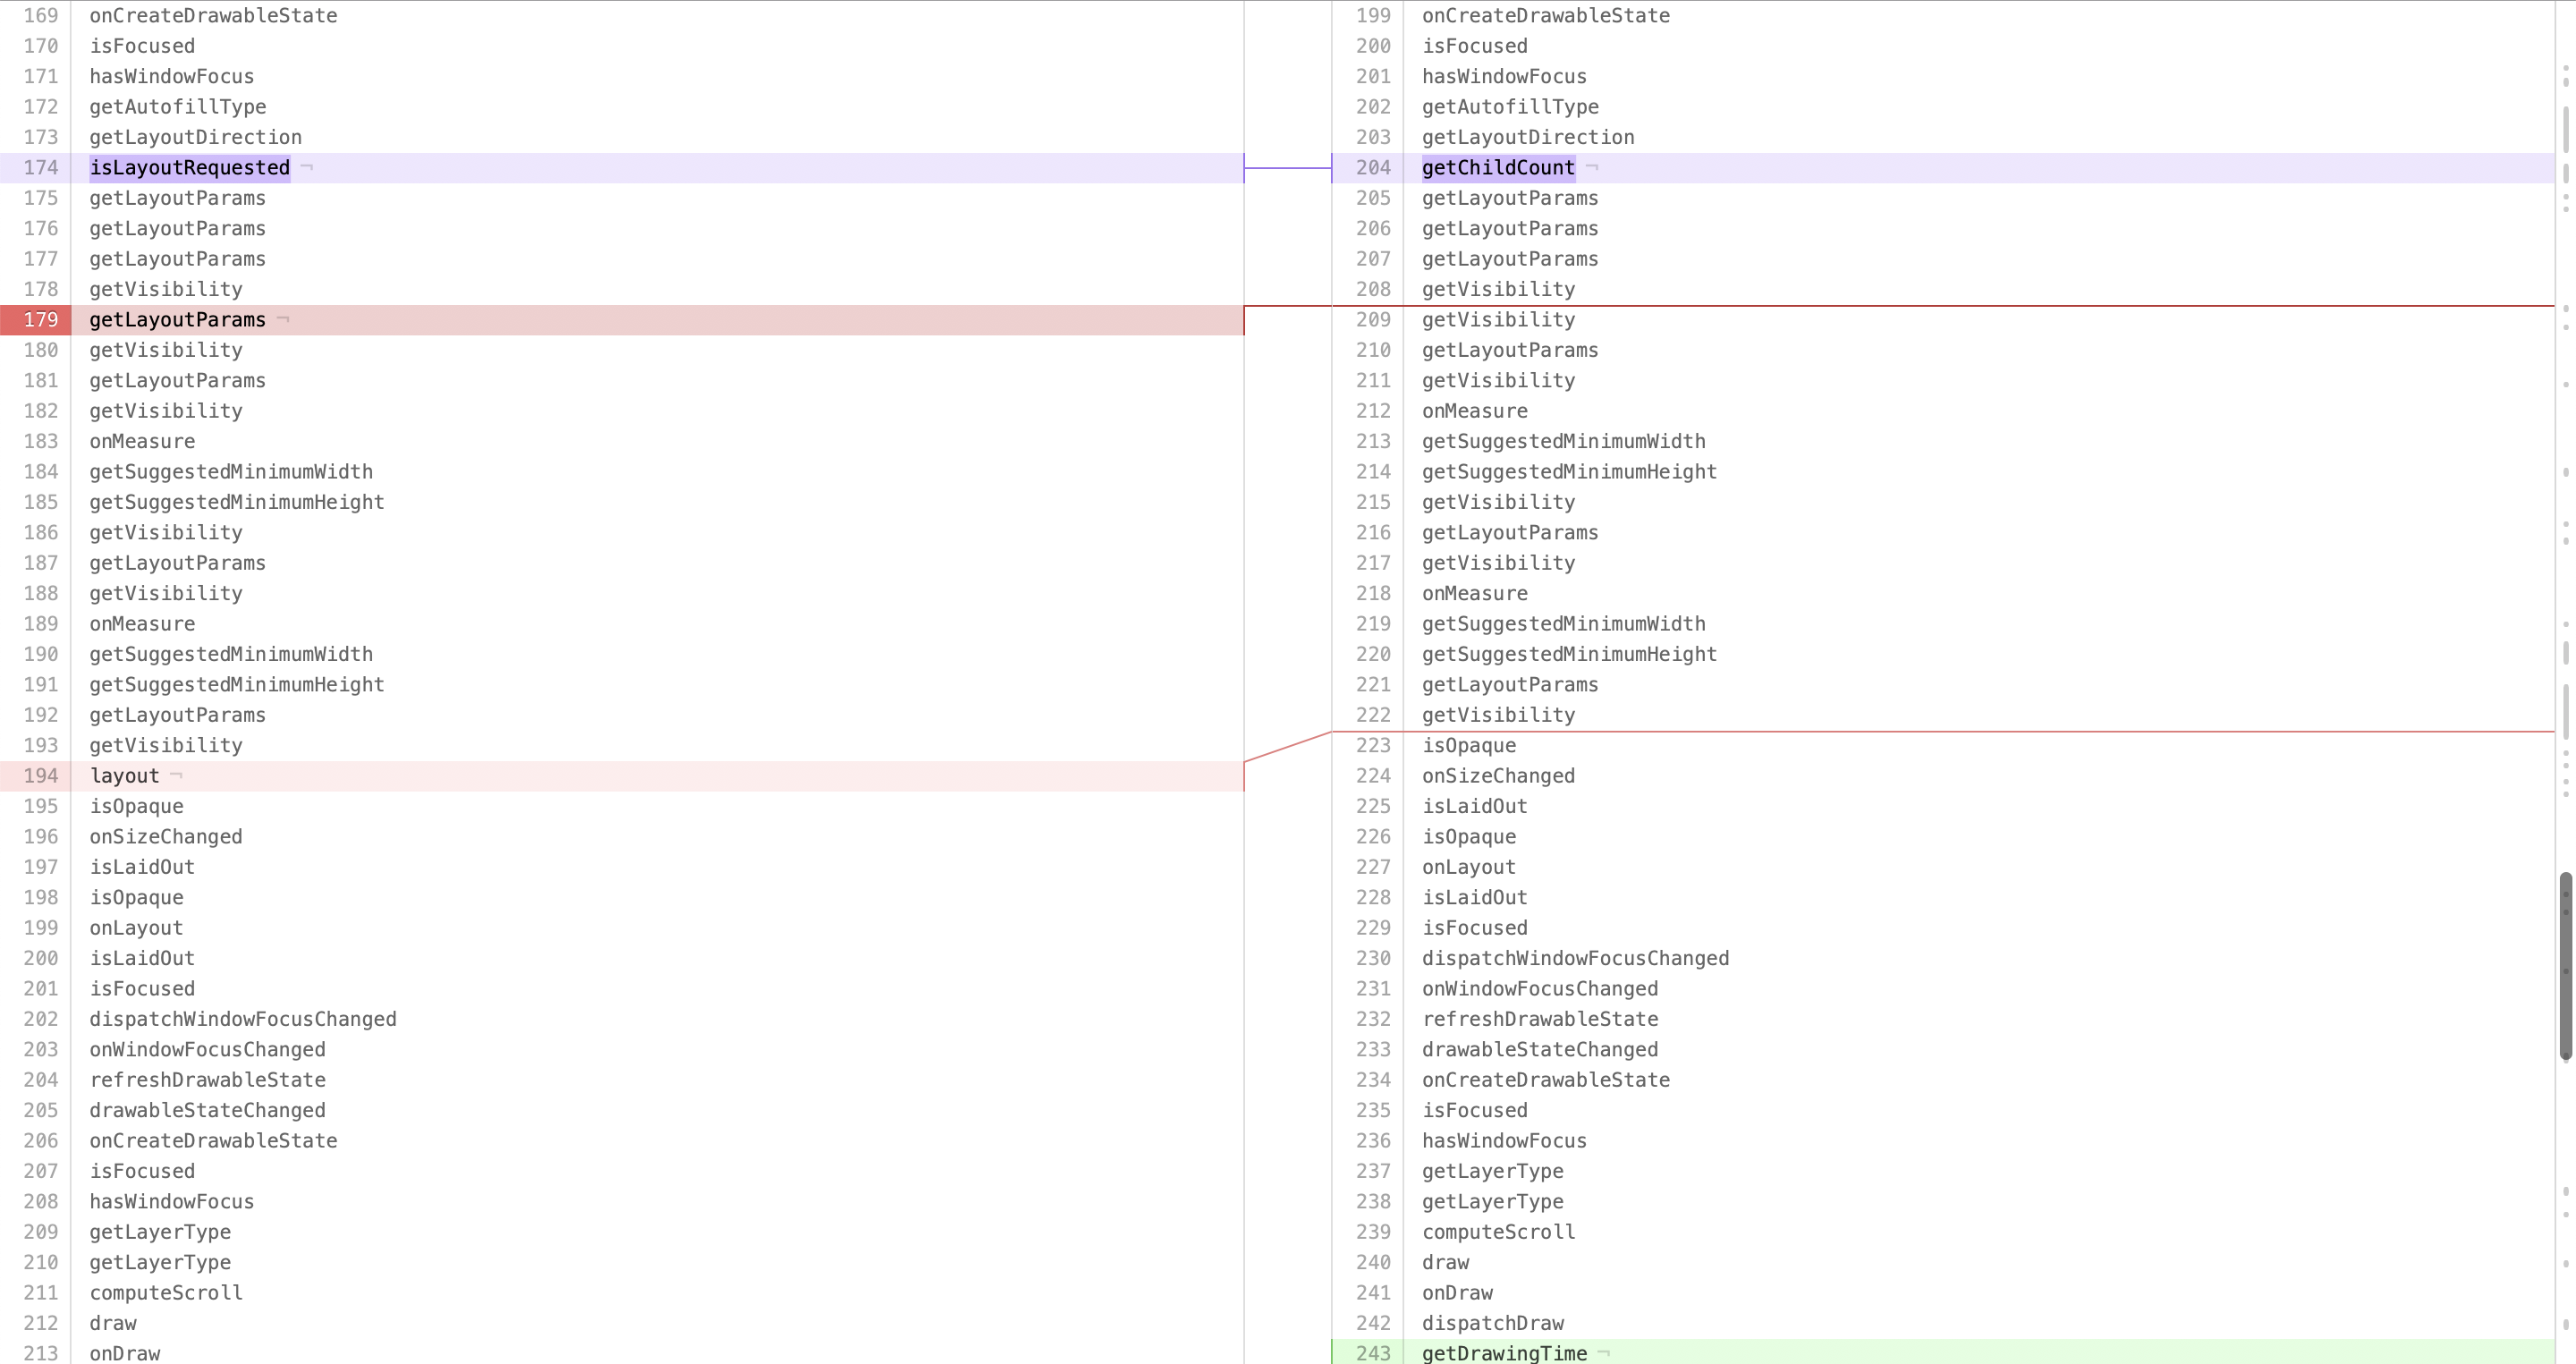 169 onCreateDrawableState
170 isFocused
171 hasWindowFocus
172 getAutofillType
173 getLayoutDirection
174 isLayoutRequested ¬
175 getLayoutParams
176 getLayoutParams
177 getLayoutParams
178 getVisibility
179 getLayoutParams ¬
180 getVisibility
181 getLayoutParams
182 getVisibility
183 onMeasure
184 getSuggestedMinimumWidth
185 getSuggestedMinimumHeight
186 getVisibility
187 getLayoutParams
188 getVisibility
189 onMeasure
190 getSuggestedMinimumWidth
191 getSuggestedMinimumHeight
192 getLayoutParams
193 getVisibility
194 layout ¬
195 isOpaque
196 onSizeChanged
197 isLaidOut
198 isOpaque
199 onLayout
200 isLaidOut
201 isFocused
202 dispatchWindowFocusChanged
203 onWindowFocusChanged
204 refreshDrawableState
205 drawableStateChanged
206 onCreateDrawableState
207 isFocused
208 hasWindowFocus
209 getLayerType
210 getLayerType
211 computeScroll
212 draw
213 onDraw
199 onCreateDrawableState
200 isFocused
201 hasWindowFocus
202 getAutofillType
203 getLayoutDirection
204 getChildCount ¬
205 getLayoutParams
206 getLayoutParams
207 getLayoutParams
208 getVisibility
209 getVisibility
210 getLayoutParams
211 getVisibility
212 onMeasure
213 getSuggestedMinimumWidth
214 getSuggestedMinimumHeight
215 getVisibility
216 getLayoutParams
217 getVisibility
218 onMeasure
219 getSuggestedMinimumWidth
220 getSuggestedMinimumHeight
221 getLayoutParams
222 getVisibility
223 isOpaque
224 onSizeChanged
225 isLaidOut
226 isOpaque
227 onLayout
228 isLaidOut
229 isFocused
230 dispatchWindowFocusChanged
231 onWindowFocusChanged
232 refreshDrawableState
233 drawableStateChanged
234 onCreateDrawableState
235 isFocused
236 hasWindowFocus
237 getLayerType
238 getLayerType
239 computeScroll
240 draw
241 onDraw
242 dispatchDraw
243 getDrawingTime ¬